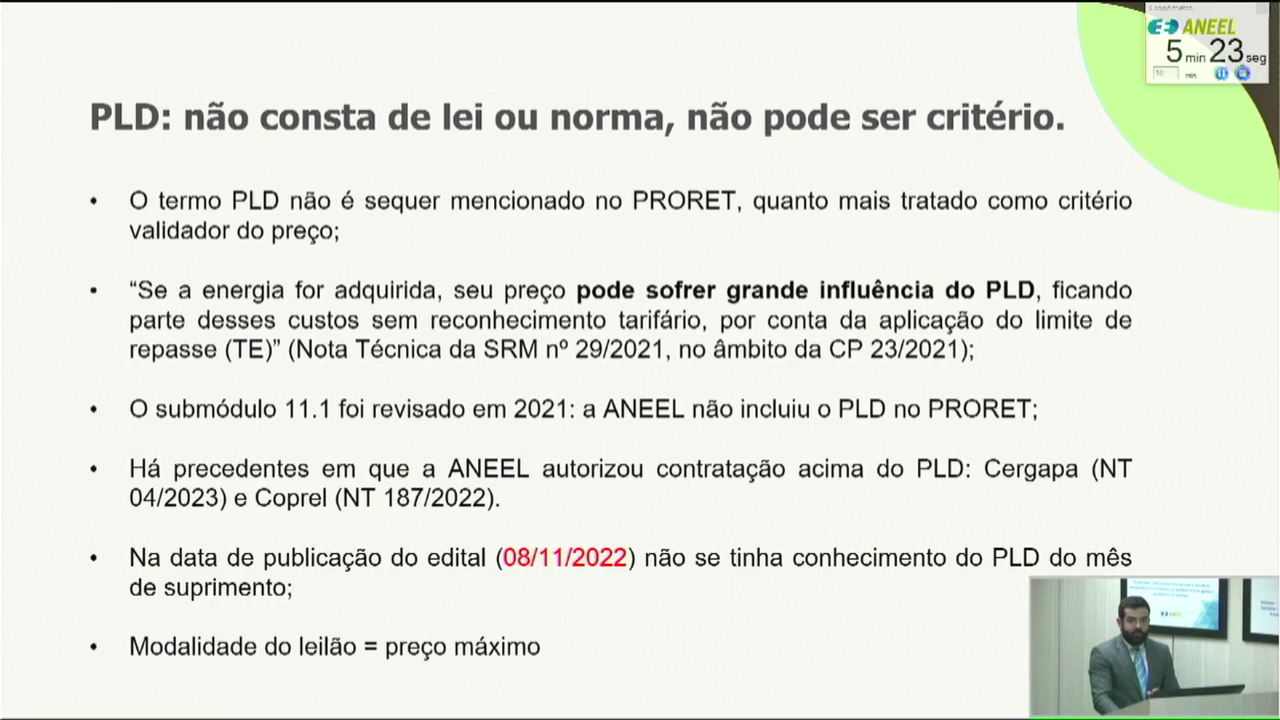 Cronômetro
ANEEL
5 min 23 seg
10 min
PLD: não consta de lei ou norma, não pode ser critério.
• O termo PLD não é sequer mencionado no PRORET, quanto mais tratado como critério
validador do preço;
• “Se a energia for adquirida, seu preço pode sofrer grande influência do PLD, ficando
parte desses custos sem reconhecimento tarifário, por conta da aplicação do limite de
repasse (TE)” (Nota Técnica da SRM nº 29/2021, no âmbito da CP 23/2021);
• O submódulo 11.1 foi revisado em 2021: a ANEEL não incluiu o PLD no PRORET;
• Há precedentes em que a ANEEL autorizou contratação acima do PLD: Cergapa (NT
04/2023) e Coprel (NT 187/2022).
• Na data de publicação do edital (08/11/2022) não se tinha conhecimento do PLD do mês
de suprimento;
• Modalidade do leilão = preço máximo